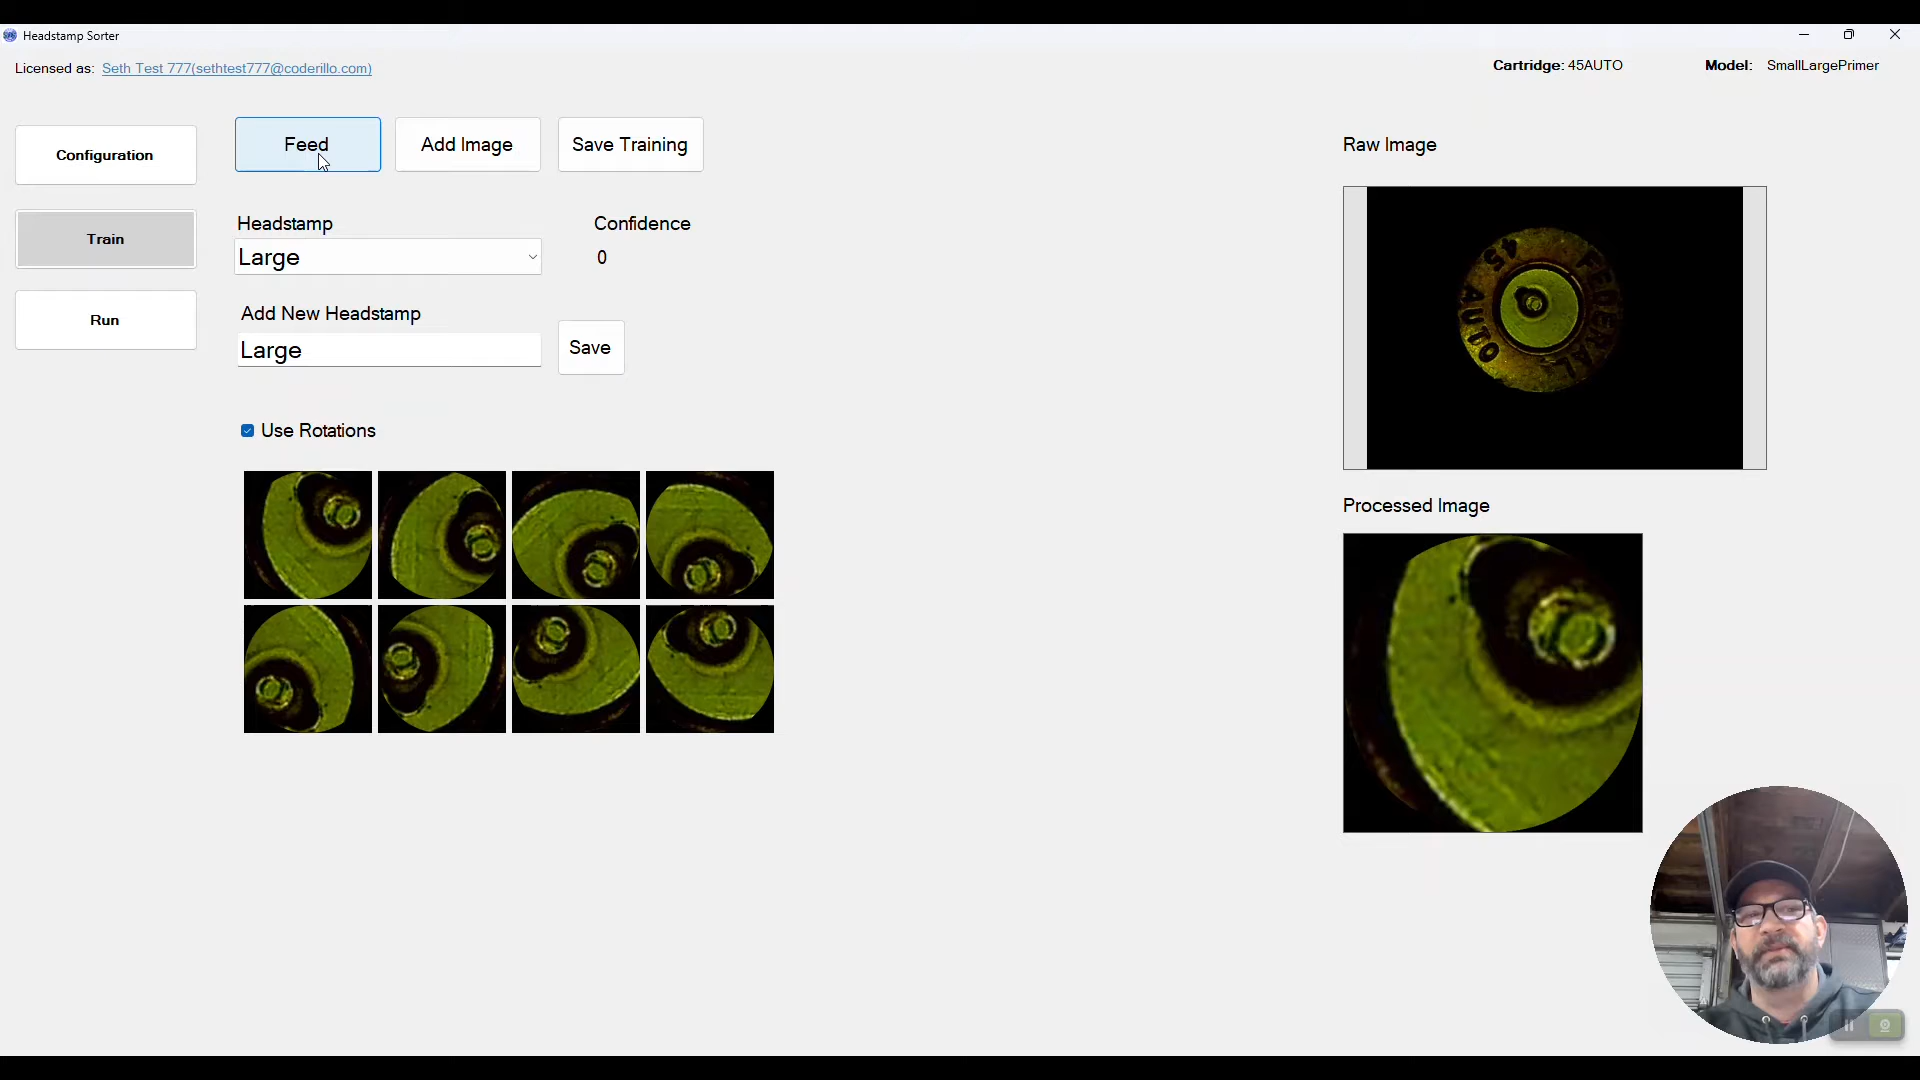 Headstamp Sorter
Licensed as: Seth Test 777(sethtest777@coderillo.com)
Cartridge: 45AUTO
Model: SmallLargePrimer
Configuration
Train
Run
Feed
Add Image
Save Training
Headstamp
Large
Confidence
0
Add New Headstamp
Large
Save
Use Rotations
Raw Image
45
AUTO
FEDERAL
Processed Image